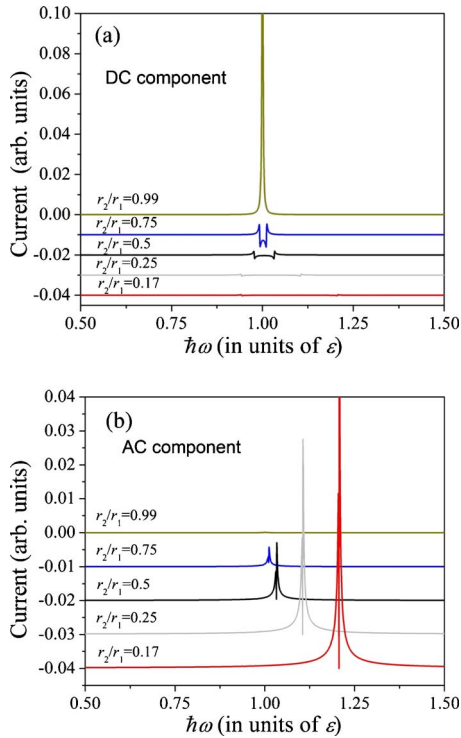 (a)
DC component
Current (arb. units)
0.10
0.08
0.06
0.04
0.02
0.00
-0.02
-0.04
r₂/r₁=0.99
r₂/r₁=0.75
r₂/r₁=0.5
r₂/r₁=0.25
r₂/r₁=0.17
0.50 0.75 1.00 1.25 1.50
ħω (in units of ε)
(b)
AC component
Current (arb. units)
0.04
0.03
0.02
0.01
0.00
-0.01
-0.02
-0.03
-0.04
r₂/r₁=0.99
r₂/r₁=0.75
r₂/r₁=0.5
r₂/r₁=0.25
r₂/r₁=0.17
0.50 0.75 1.00 1.25 1.50
ħω (in units of ε)